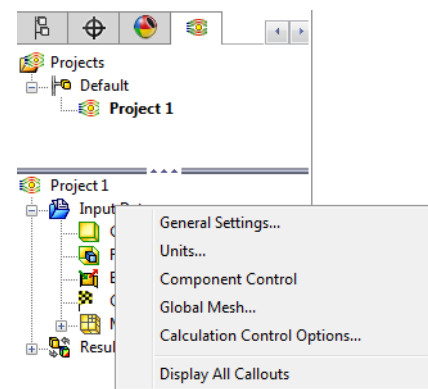 Projects
Default
Project 1
Project 1
Input
General Settings...
Units...
Component Control
Global Mesh...
Calculation Control Options...
Display All Callouts